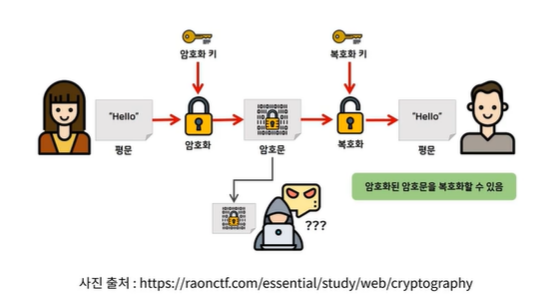 암호화 키
복호화 키
"Hello"
"Hello"
평문
암호화
암호문
복호화
평문
암호화된 암호문을 복호화할 수 있음
???
사진 출처 : https://raonctf.com/essential/study/web/cryptography